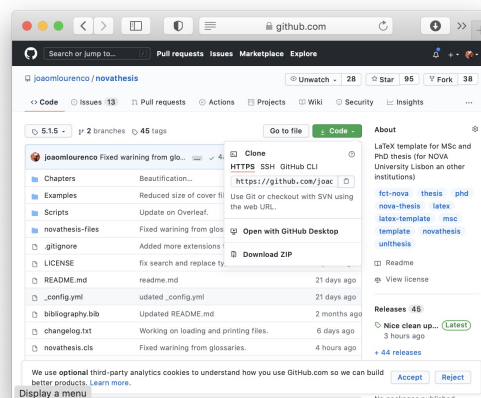 github.com
Search or jump to... / Pull requests Issues Marketplace Explore
joaomlourenco / novathesis
Unwatch 28 Star 95 Fork 38
Code Issues 13 Pull requests Actions Projects Wiki Security Insights ...
5.1.5 2 branches 45 tags Go to file Code
About
joaomlourenco Fixed warining from glo...
Clone
HTTPS SSH GitHub CLI
https://github.com/joac
Use Git or checkout with SVN using
the web URL.
Open with GitHub Desktop
Download ZIP
Chapters Beautification...
Examples Reduced size of cover fil
Scripts Update on Overleaf.
novathesis-files Fixed warining from glos
.gitignore Added more extensions
LICENSE fix search and replace ty
README.md readme.md 21 days ago
_config.yml udated _config.yml 21 days ago
bibliography.bib Updated README.md 2 months ago
changelog.txt Working on loading and printing files. 6 days ago
novathesis.cls Fixed warining from glossaries. 4 hours ago
LaTeX template for MSc and
PhD thesis (for NOVA
University Lisbon an other
institutions)
fct-nova thesis phd
nova-thesis latex
latex-template msc
template novathesis
unlthesis
Readme
View license
Releases 45
Nice clean up... Latest
3 hours ago
+ 44 releases
We use optional third-party analytics cookies to understand how you use GitHub.com so we can build
better products. Learn more.
Accept Reject
Display a menu